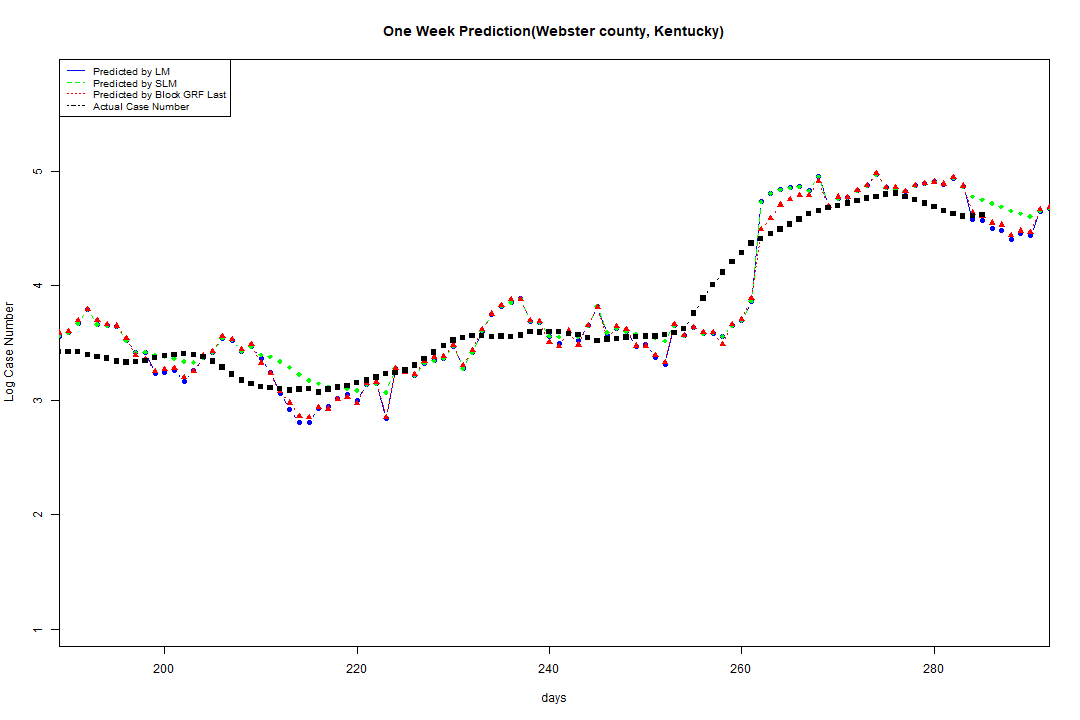 One Week Prediction(Webster county, Kentucky)
Predicted by LM
Predicted by SLM
Predicted by Block GRF Last
Actual Case Number
5
4
3
2
1
Log Case Number
200 220 240 260 280
days